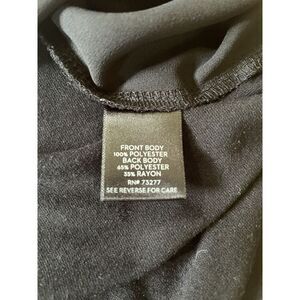 FRONT BODY
100% POLYESTER
BACK BODY
65% POLYESTER
35% RAYON
RN# 73277
SEE REVERSE FOR CARE